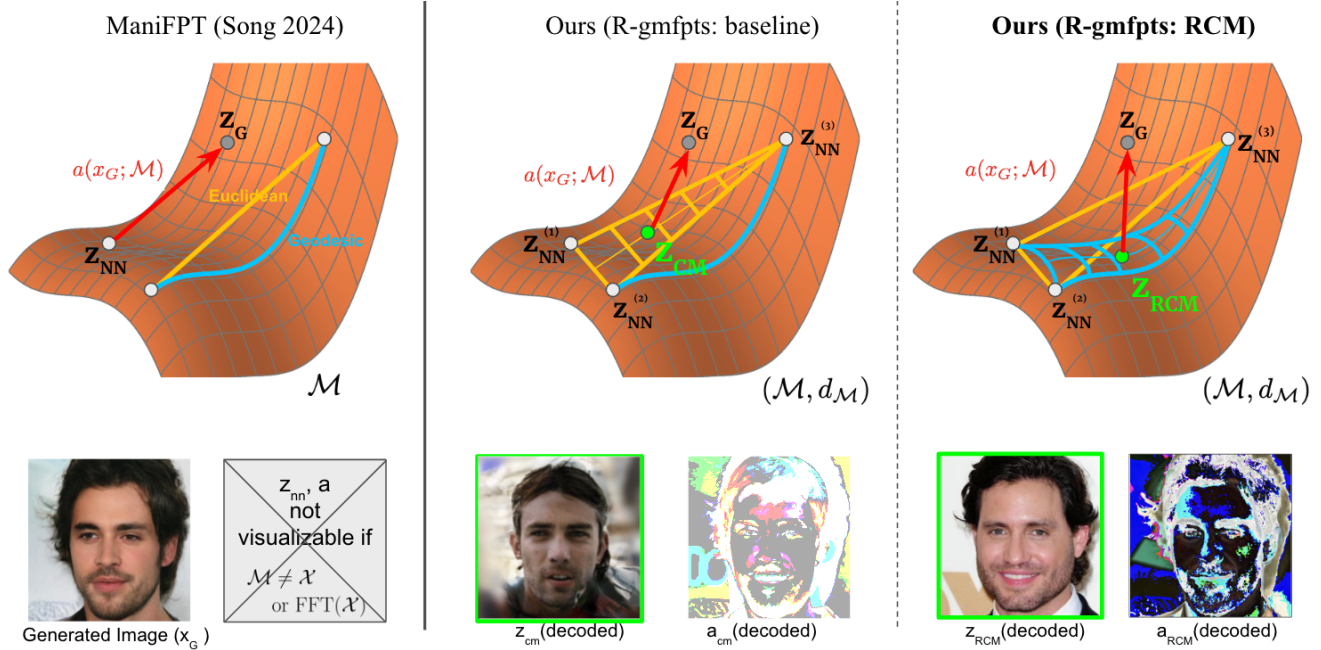 ManiFPT (Song 2024)
z_G
a(x_G; ℳ)
Euclidean
Geodesic
z_NN
ℳ
Generated Image (x_G )
z_nn, a
not
visualizable if
ℳ ≠ 𝒳
or FFT(𝒳)
Ours (R-gmfpts: baseline)
z_G
z_NN^(3)
a(x_G; ℳ)
z_NN^(1)
z_CM
z_NN^(2)
(ℳ, d_ℳ)
z_cm(decoded)
a_cm(decoded)
Ours (R-gmfpts: RCM)
z_G
z_NN^(3)
a(x_G; ℳ)
z_NN^(1)
z_RCM
z_NN^(2)
(ℳ, d_ℳ)
z_RCM(decoded)
a_RCM(decoded)